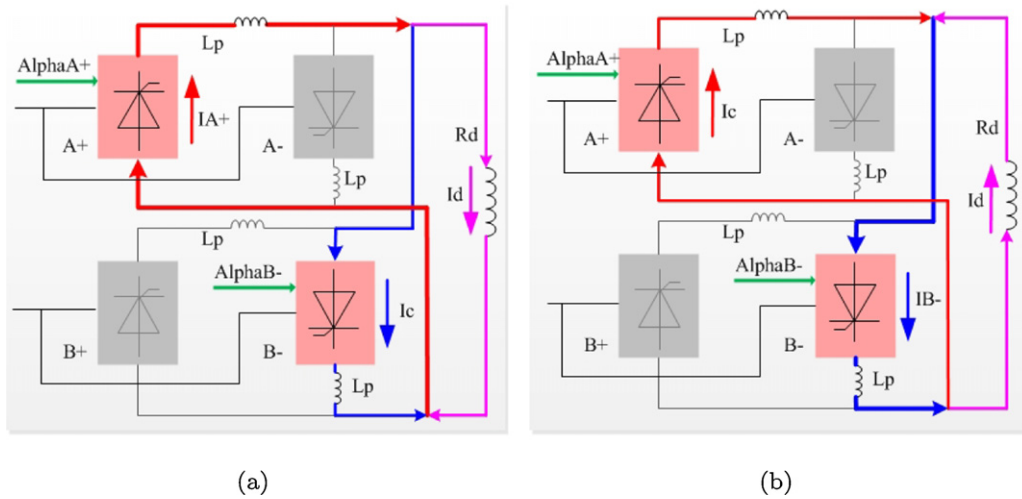 Lp
AlphaA+
IA+
A+
A-
Rd
Lp
Id
Lp
AlphaB-
Ic
B+
B-
Lp
(a)
Lp
AlphaA+
Ic
A+
A-
Rd
Lp
Id
Lp
AlphaB-
IB-
B+
B-
Lp
(b)